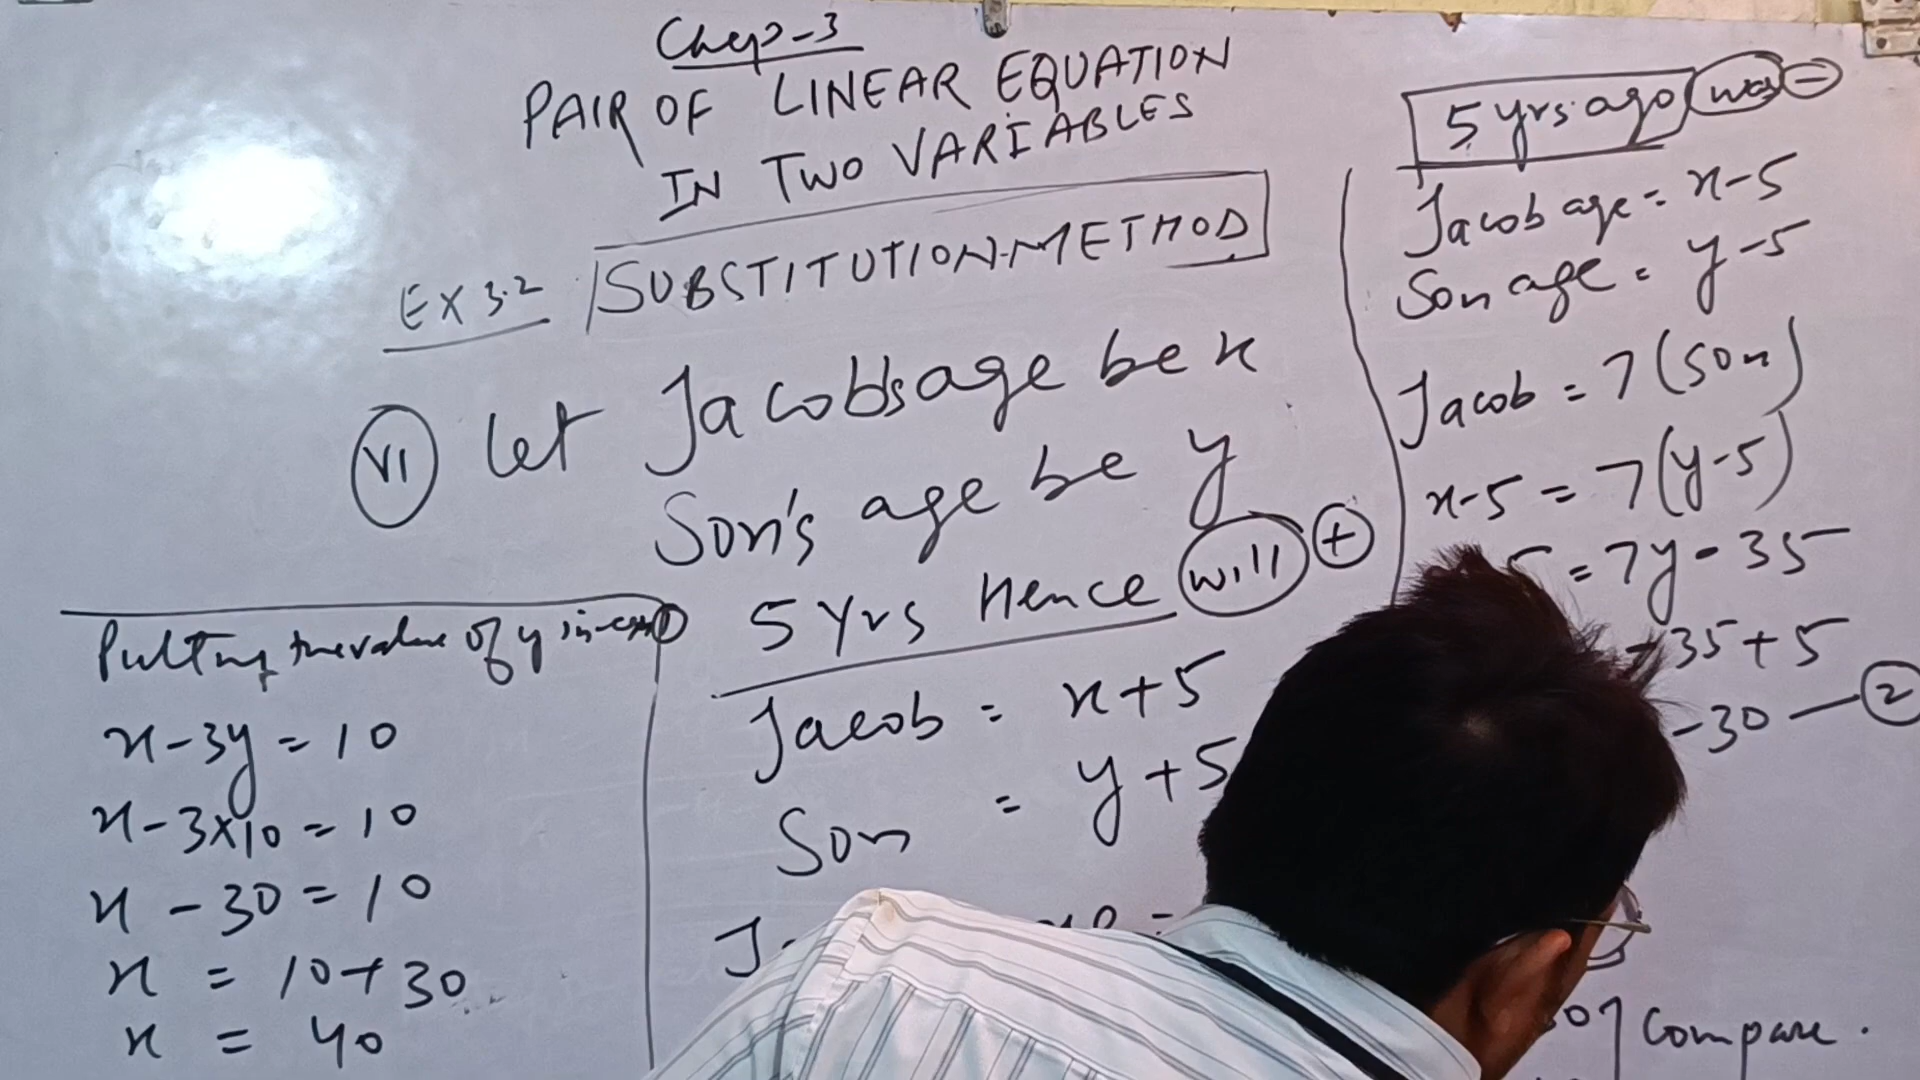 Chap-3
PAIR OF LINEAR EQUATION
IN TWO VARIABLES
EX 3.2 SUBSTITUTION METHOD
VI let Jacob's age be x
Son's age be y
5 Yrs Hence will +
Jacob = x+5
Son = y+5
5 yrs ago was -
Jacob age = x-5
Son age = y-5
Jacob = 7(son)
x-5 = 7(y-5)
5 = 7y-35
-35+5
-30 — 2
Compare.
Putting the value of y in
x-3y = 10
x-3x10 = 10
x-30 = 10
x = 10+30
x = 40